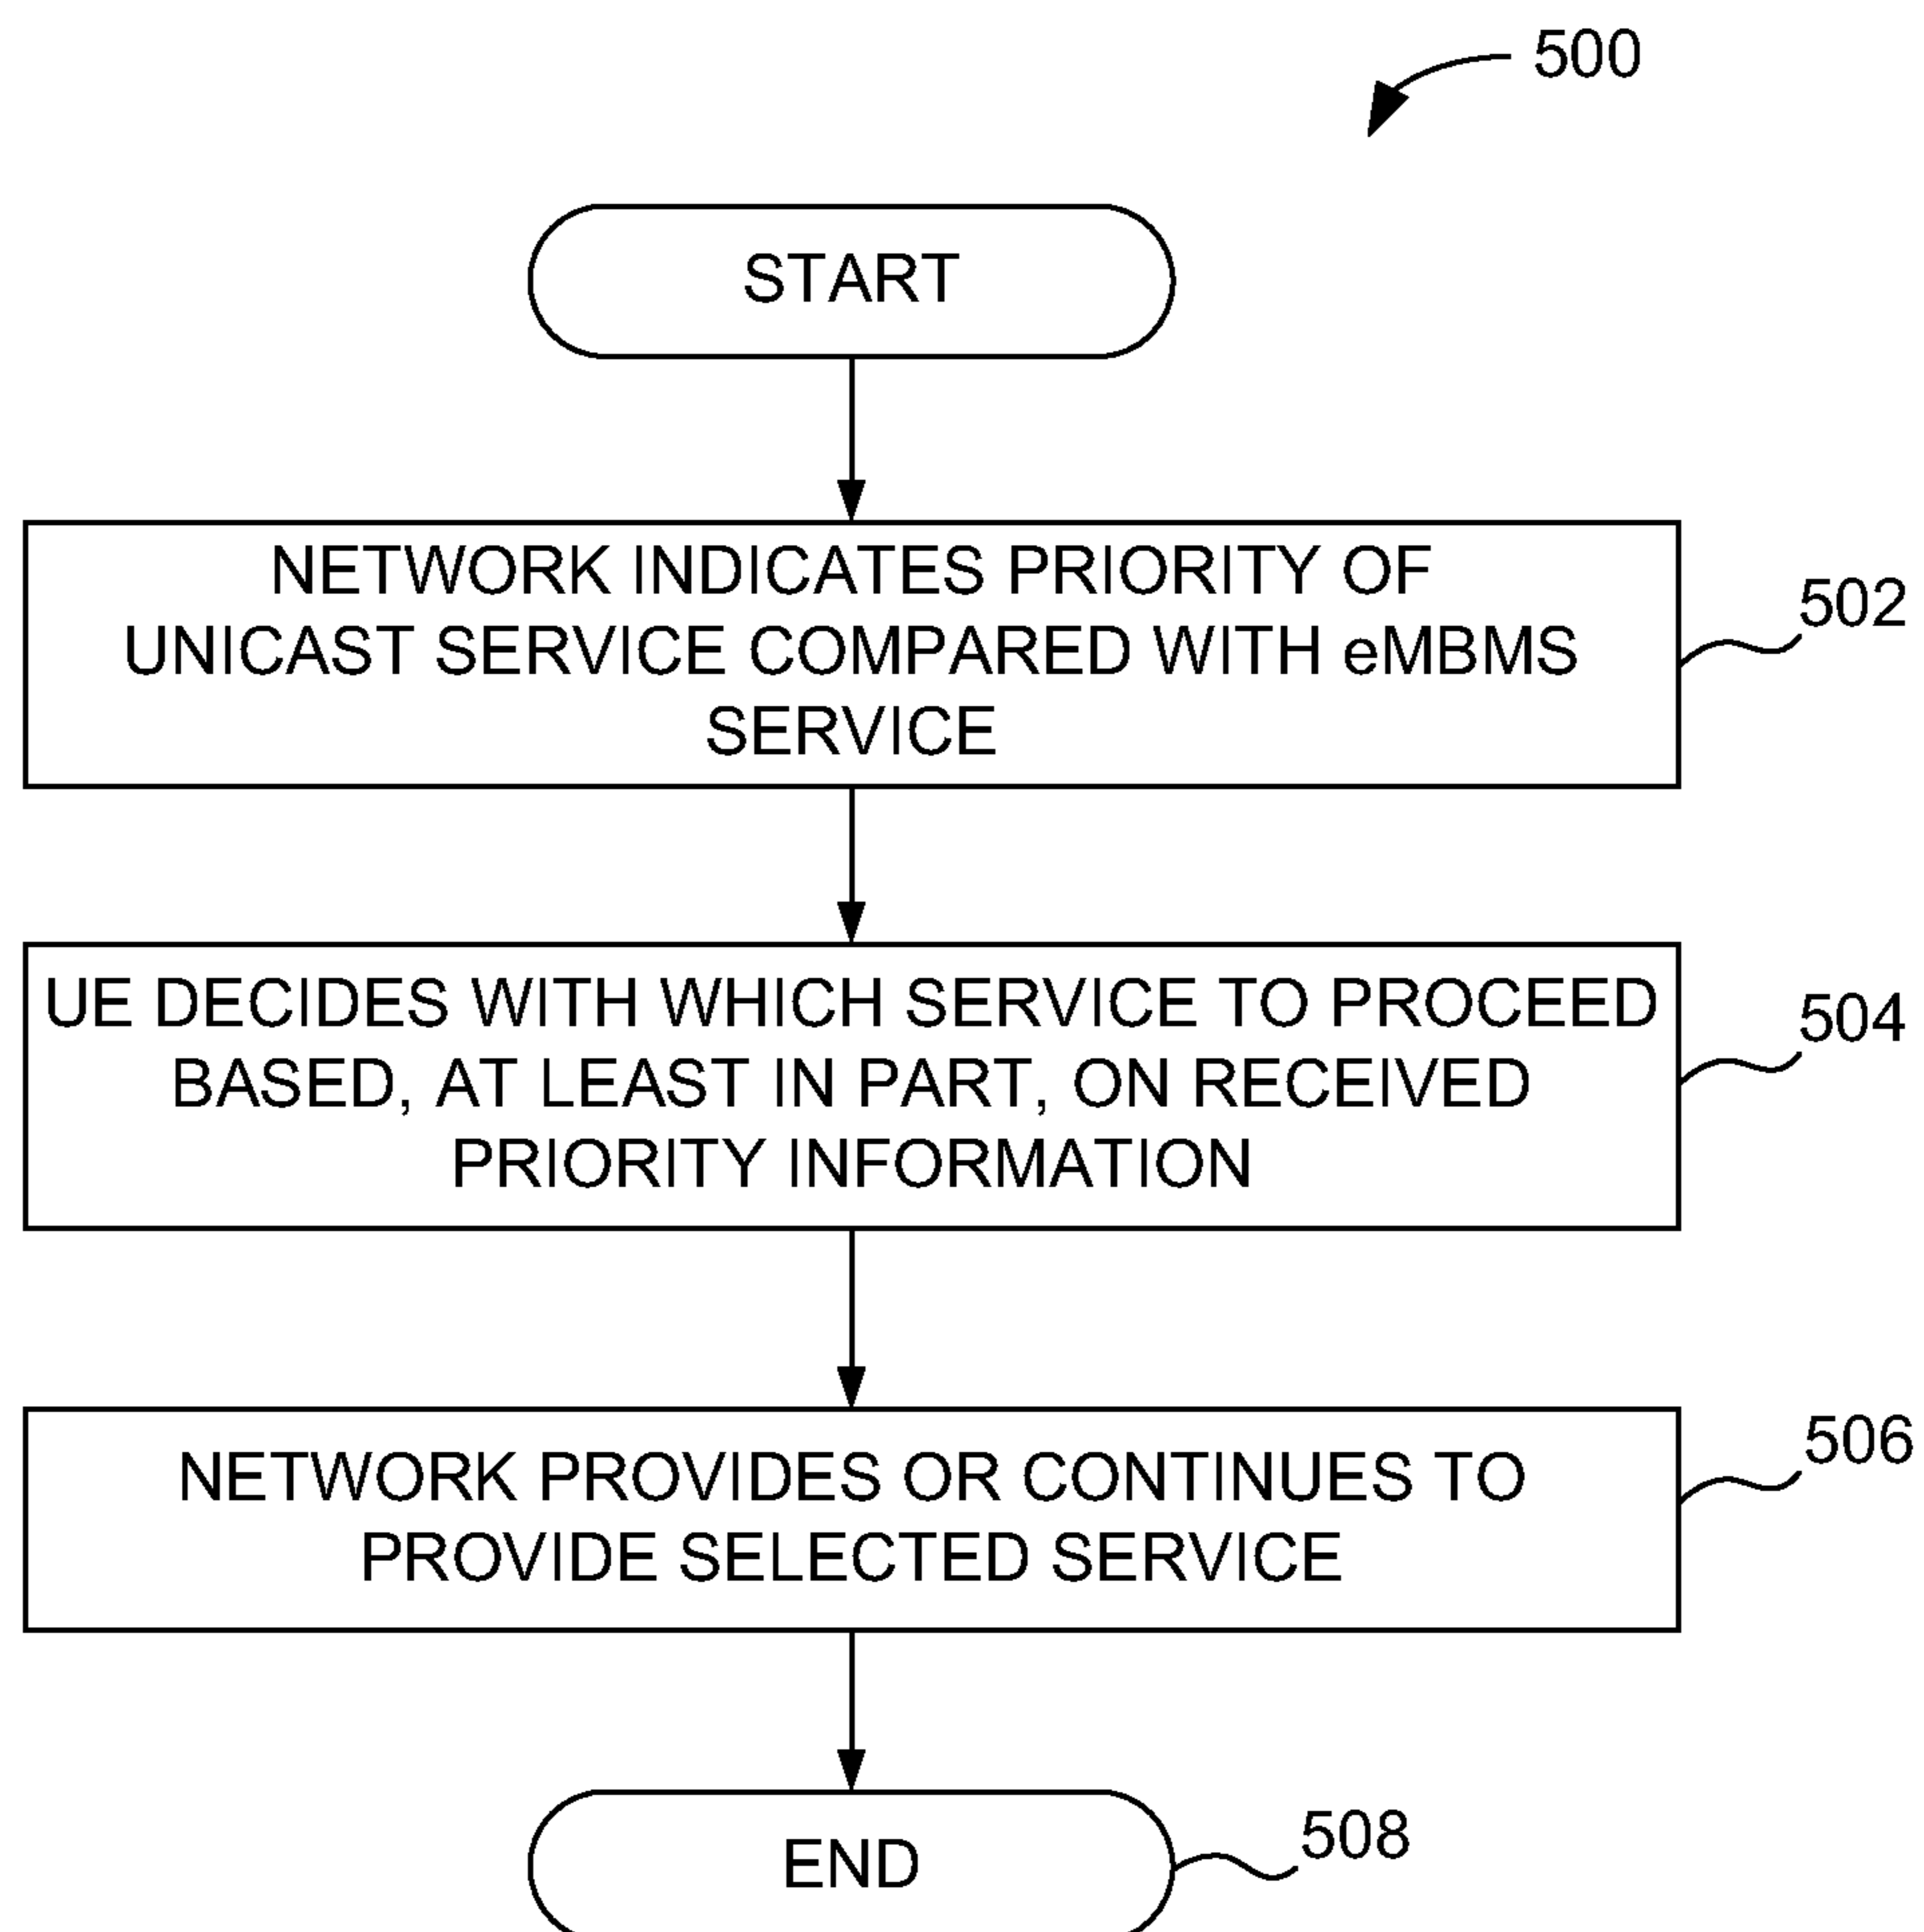 500
START
NETWORK INDICATES PRIORITY OF
UNICAST SERVICE COMPARED WITH eMBMS
SERVICE
502
UE DECIDES WITH WHICH SERVICE TO PROCEED
BASED, AT LEAST IN PART, ON RECEIVED
PRIORITY INFORMATION
504
NETWORK PROVIDES OR CONTINUES TO
PROVIDE SELECTED SERVICE
506
END
508